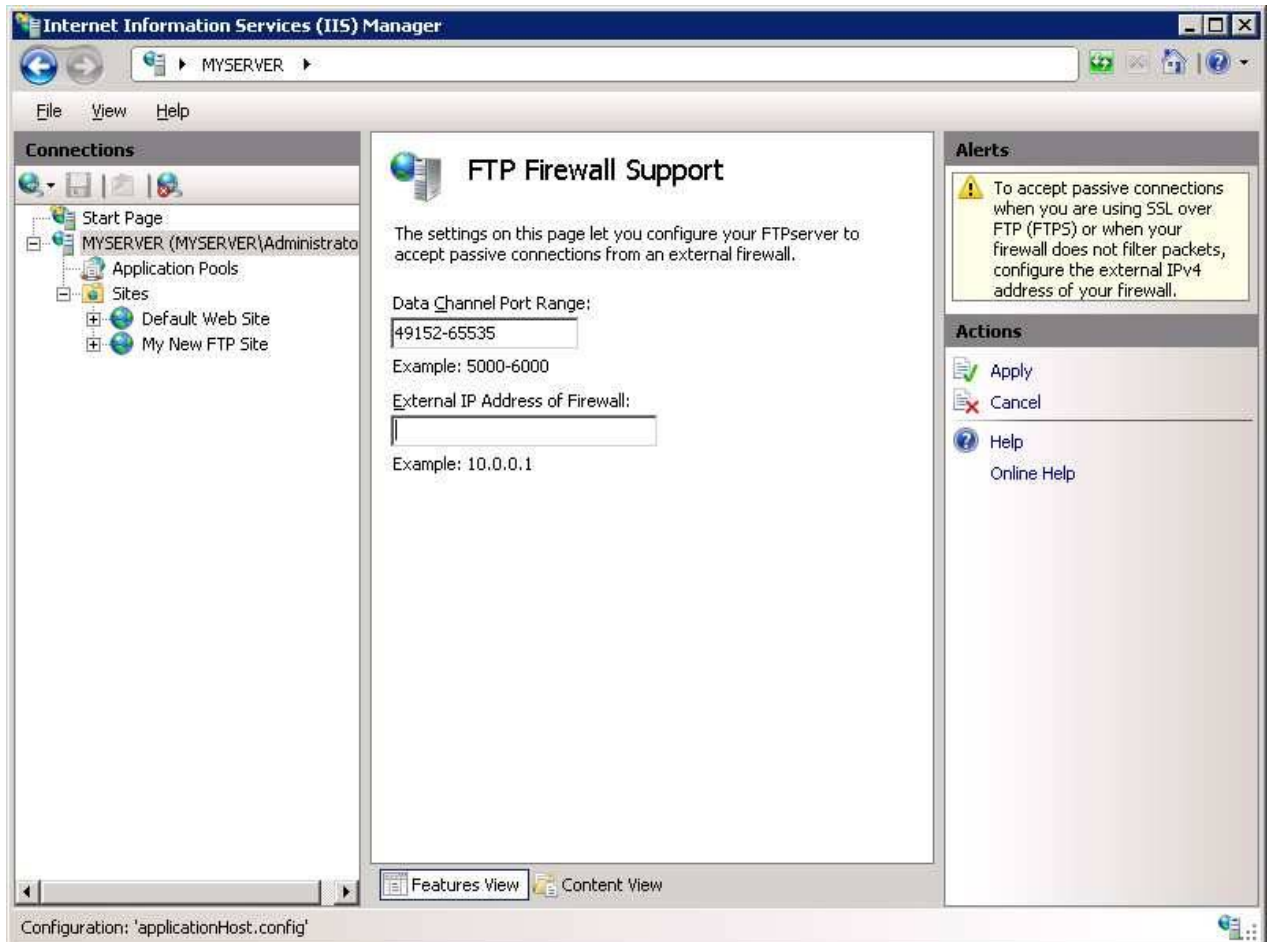 Internet Information Services (IIS) Manager
MYSERVER
File View Help
Connections
Start Page
MYSERVER (MYSERVER\Administrato
Application Pools
Sites
Default Web Site
My New FTP Site
FTP Firewall Support
The settings on this page let you configure your FTPserver to
accept passive connections from an external firewall.
Data Channel Port Range:
49152-65535
Example: 5000-6000
External IP Address of Firewall:
Example: 10.0.0.1
Features View Content View
Alerts
To accept passive connections
when you are using SSL over
FTP (FTPS) or when your
firewall does not filter packets,
configure the external IPv4
address of your firewall.
Actions
Apply
Cancel
Help
Online Help
Configuration: 'applicationHost.config'